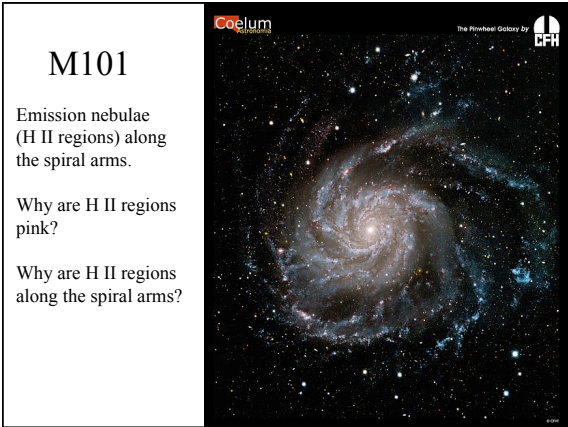 M101
Emission nebulae
(H II regions) along
the spiral arms.
Why are H II regions
pink?
Why are H II regions
along the spiral arms?
Coelum
Astronomia
The Pinwheel Galaxy by
CFH